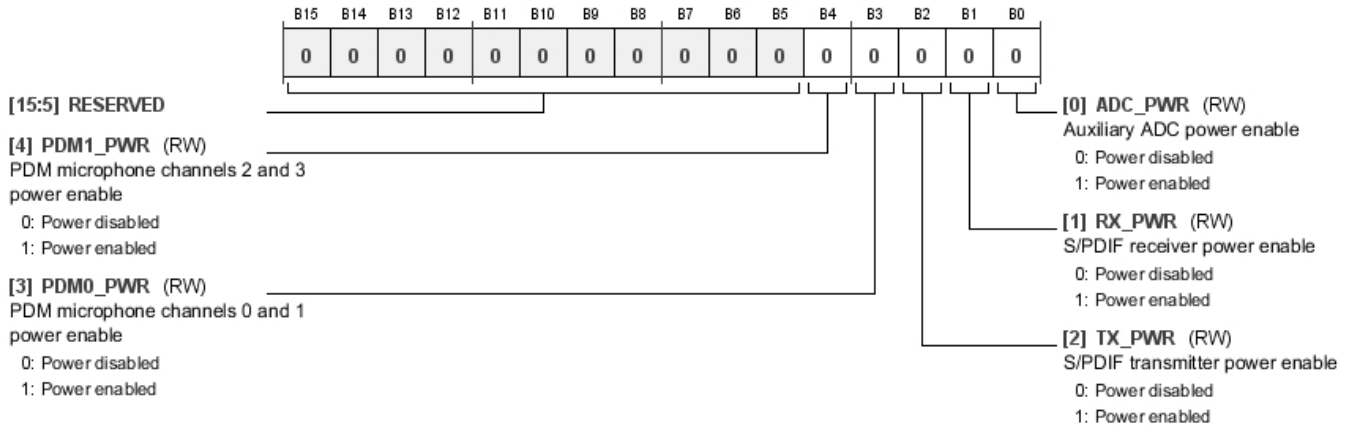 B15 B14 B13 B12 B11 B10 B9 B8 B7 B6 B5 B4 B3 B2 B1 B0
0 0 0 0 0 0 0 0 0 0 0 0 0 0 0 0
[15:5] RESERVED
[4] PDM1_PWR (RW)
PDM microphone channels 2 and 3
power enable
0: Power disabled
1: Power enabled
[3] PDM0_PWR (RW)
PDM microphone channels 0 and 1
power enable
0: Power disabled
1: Power enabled
[0] ADC_PWR (RW)
Auxiliary ADC power enable
0: Power disabled
1: Power enabled
[1] RX_PWR (RW)
S/PDIF receiver power enable
0: Power disabled
1: Power enabled
[2] TX_PWR (RW)
S/PDIF transmitter power enable
0: Power disabled
1: Power enabled